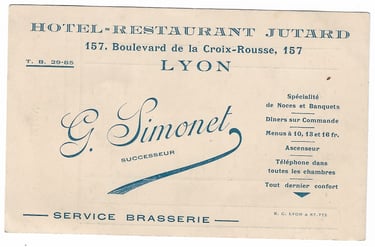 HOTEL-RESTAURANT JUTARD
157. Boulevard de la Croix-Rousse, 157
T. B. 29-85
LYON
G. Simonet
SUCCESSEUR
Spécialité
de Noces et Banquets
Dîners sur Commande
Menus à 10, 13 et 16 fr.
Ascenseur
Téléphone dans
toutes les chambres
Tout dernier confort
SERVICE BRASSERIE
R. C. LYON